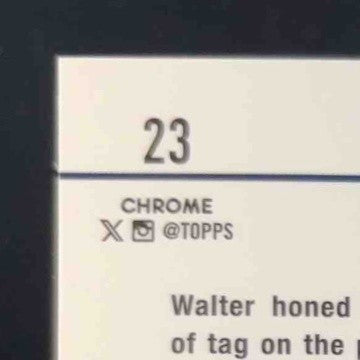 23
CHROME
X @TOPPS
Walter honed
of tag on the